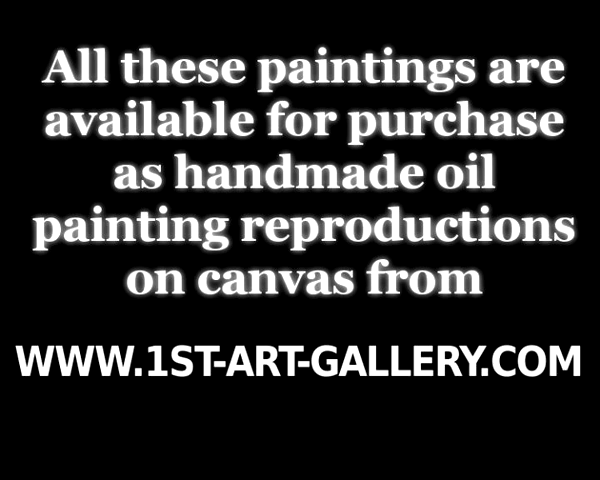 All these paintings are
available for purchase
as handmade oil
painting reproductions
on canvas from
WWW.1ST-ART-GALLERY.COM